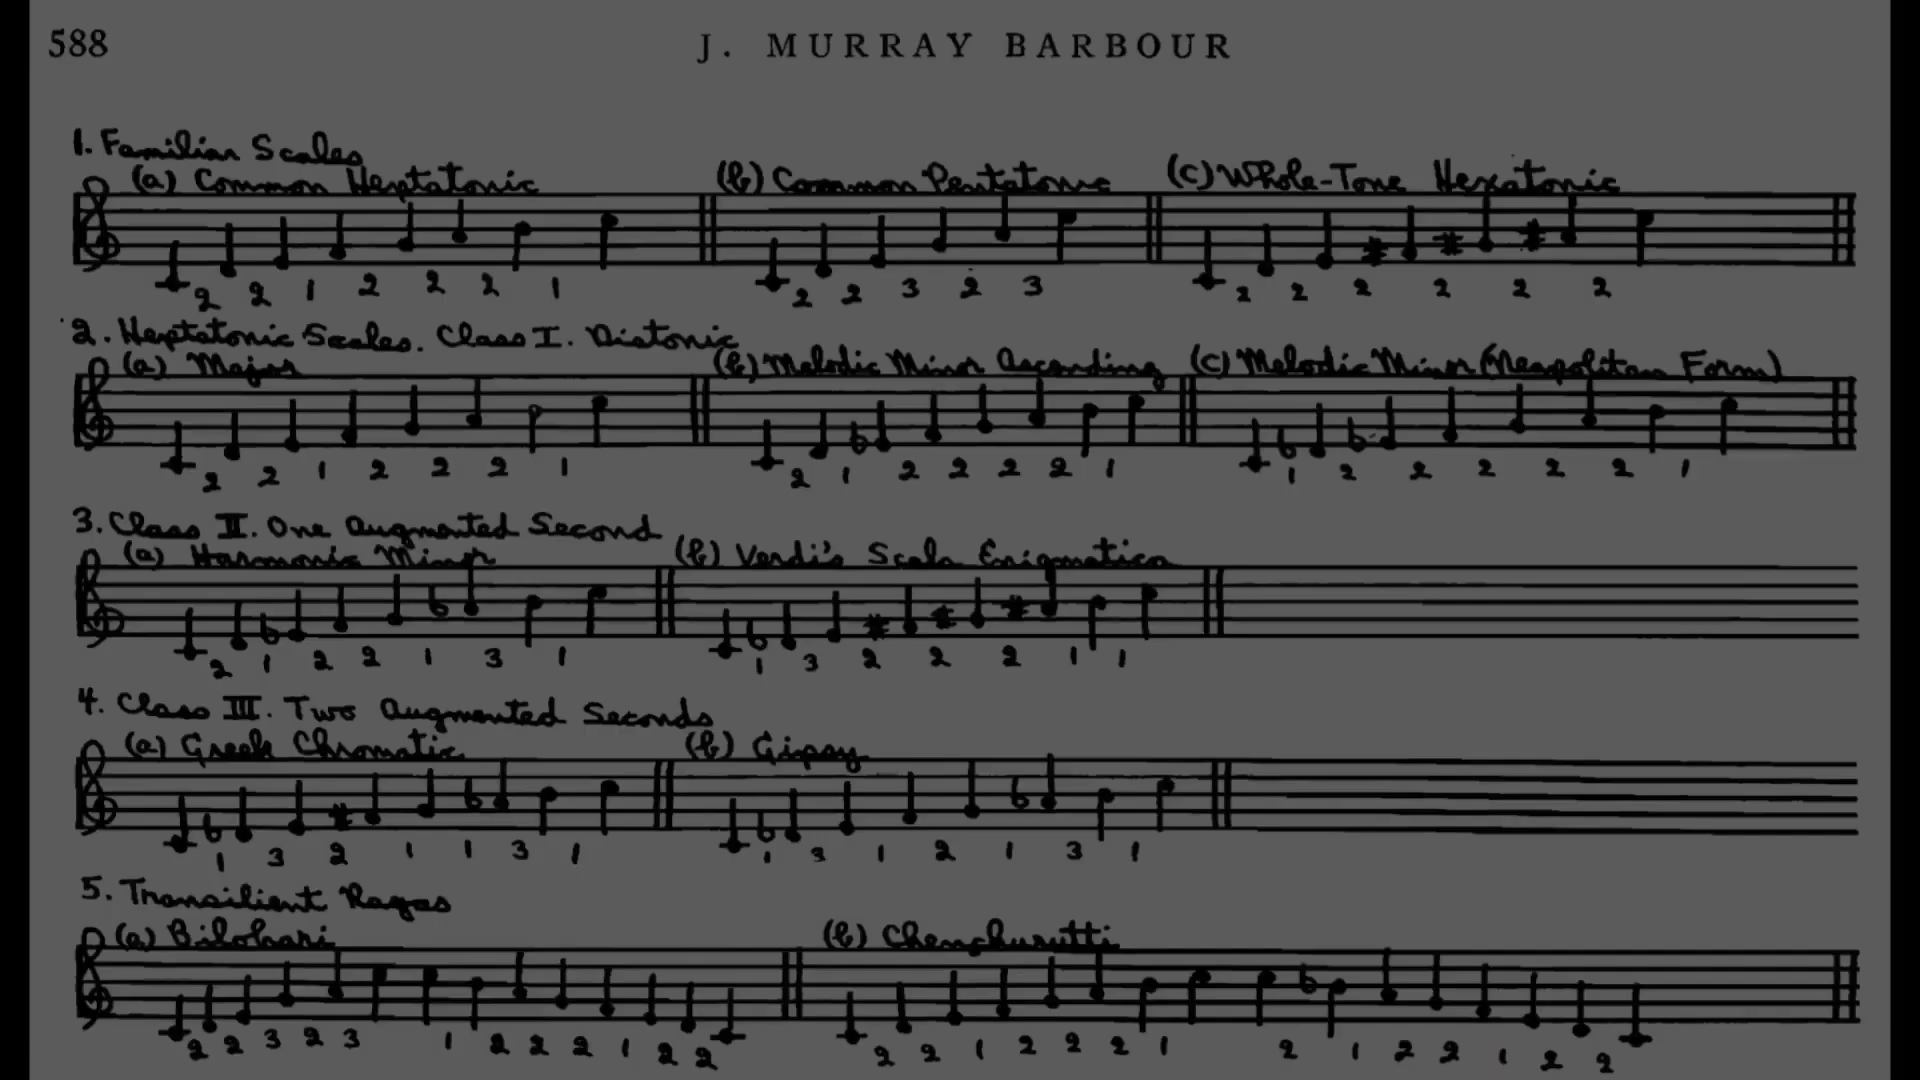 588
J. MURRAY BARBOUR
1. Familiar Scales
(a) Common Heptatonic (b) Common Pentatonic (c) Whole-Tone Hexatonic
2 2 1 2 2 2 1 2 2 3 2 3 2 2 2 2 2 2
2. Heptatonic Scales. Class I. Diatonic
(a) Major (b) Melodic Minor Ascending (c) Melodic Minor (Neapolitan Form)
2 2 1 2 2 2 1 2 1 2 2 2 2 1 1 2 2 2 2 2 1
3. Class II. One Augmented Second
(a) Harmonic Minor (b) Verdi's Scala Enigmatica
2 1 2 2 1 3 1 1 3 2 2 2 1 1
4. Class III. Two Augmented Seconds
(a) Greek Chromatic (b) Gipsy
1 3 2 1 1 3 1 1 3 1 2 1 3 1
5. Transilient Ragas
(a) Bilahari (b) Chenchurutti
2 2 3 2 3 1 2 2 2 1 2 2 2 2 1 2 2 2 1 2 1 2 2 1 2 2